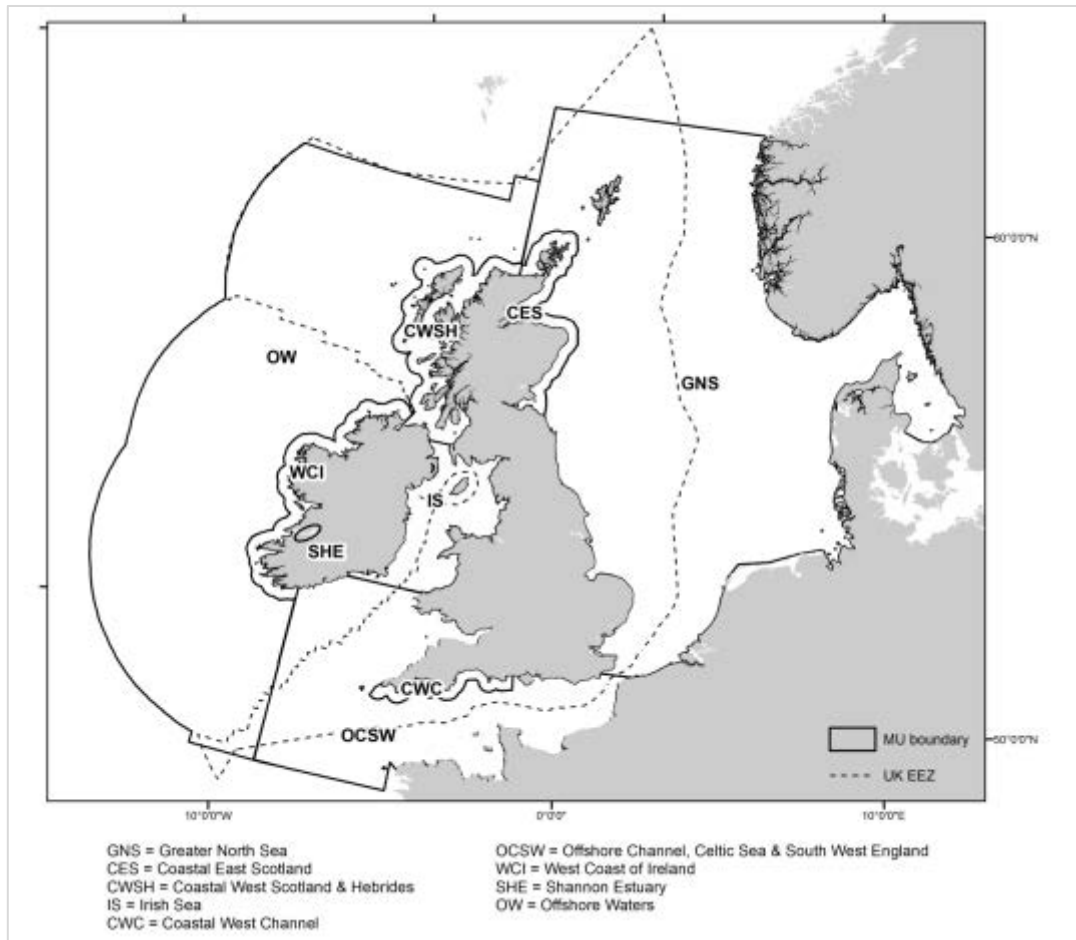 60°0'0"N
CES
CWSH
OW
GNS
WCI
IS
SHE
CWC
OCSW
MU boundary
50°0'0"N
UK EEZ
10°0'0"W
0°0'0"
10°0'0"E
GNS = Greater North Sea
CES = Coastal East Scotland
CWSH = Coastal West Scotland & Hebrides
IS = Irish Sea
CWC = Coastal West Channel
OCSW = Offshore Channel, Celtic Sea & South West England
WCI = West Coast of Ireland
SHE = Shannon Estuary
OW = Offshore Waters